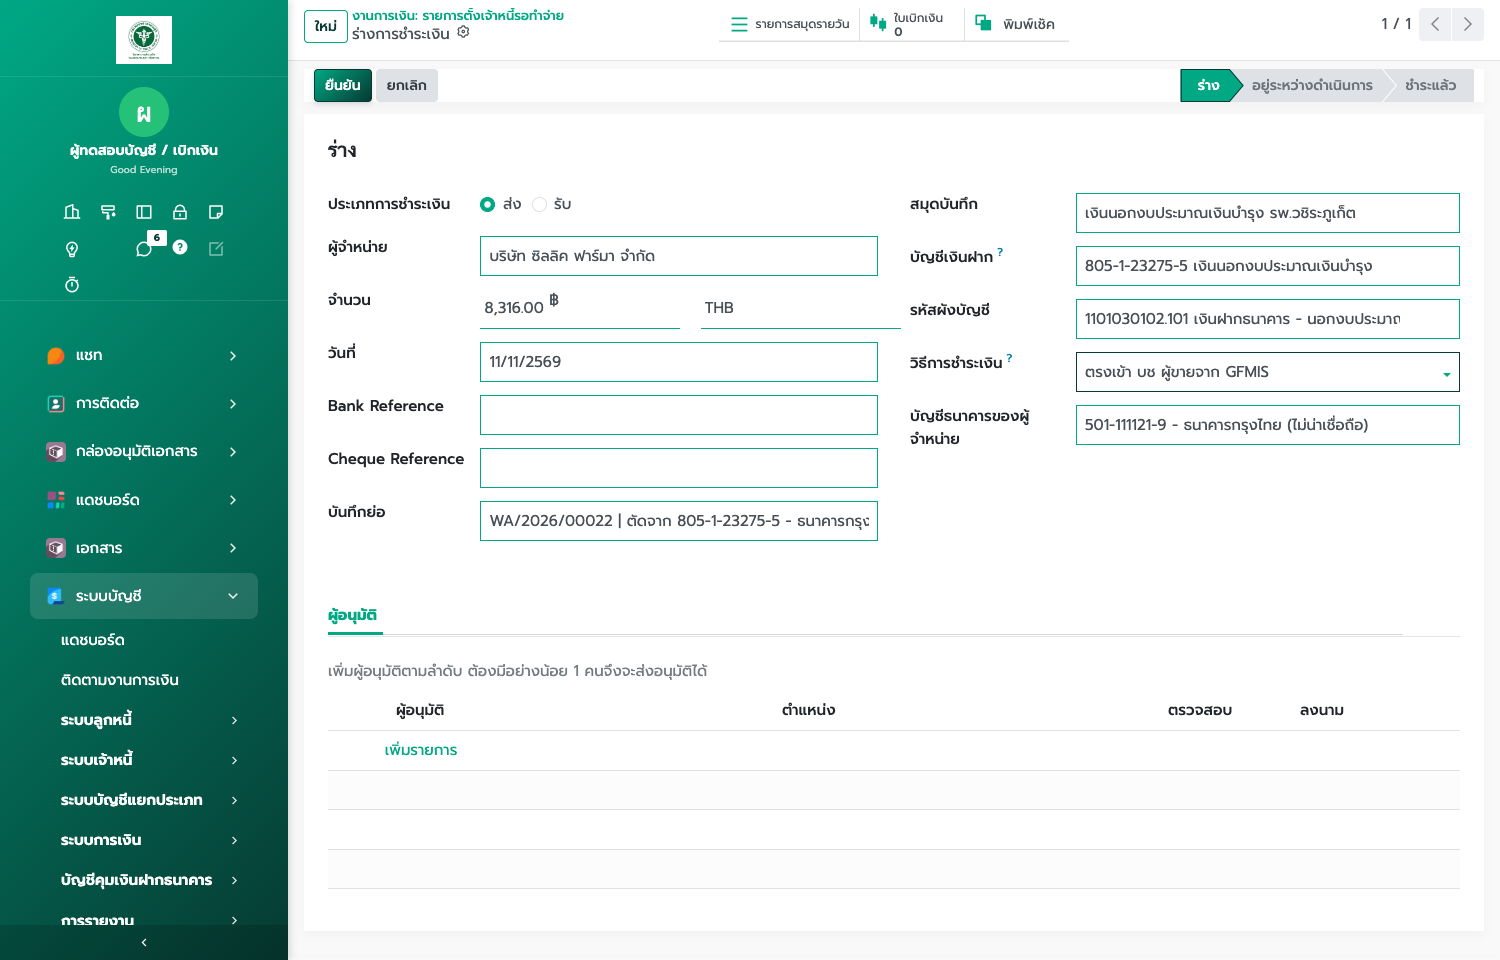 ผ
ผู้ทดสอบบัญชี / เบิกเงิน
Good Evening
6
?
แชท
การติดต่อ
กล่องอนุมัติเอกสาร
แดชบอร์ด
เอกสาร
ระบบบัญชี
แดชบอร์ด
ติดตามงานการเงิน
ระบบลูกหนี้
ระบบเจ้าหนี้
ระบบบัญชีแยกประเภท
ระบบการเงิน
บัญชีคุมเงินฝากธนาคาร
การรายงาน
ใหม่
งานการเงิน: รายการตั้งเจ้าหนี้รอทำจ่าย
ร่างการชำระเงิน
รายการสมุดรายวัน
ใบเบิกเงิน
0
พิมพ์เช็ค
1 / 1
ยืนยัน
ยกเลิก
ร่าง
อยู่ระหว่างดำเนินการ
ชำระแล้ว
ร่าง
ประเภทการชำระเงิน
ส่ง
รับ
ผู้จำหน่าย
บริษัท ซิลลิค ฟาร์มา จำกัด
จำนวน
8,316.00 ฿
THB
วันที่
11/11/2569
Bank Reference
Cheque Reference
บันทึกย่อ
WA/2026/00022 | ตัดจาก 805-1-23275-5 - ธนาคารกรุง
สมุดบันทึก
เงินนอกงบประมาณเงินบำรุง รพ.วชิระภูเก็ต
บัญชีเงินฝาก ?
805-1-23275-5 เงินนอกงบประมาณเงินบำรุง
รหัสผังบัญชี
1101030102.101 เงินฝากธนาคาร - นอกงบประมาณ
วิธีการชำระเงิน ?
ตรงเข้า บช ผู้ขายจาก GFMIS
บัญชีธนาคารของผู้
จำหน่าย
501-111121-9 - ธนาคารกรุงไทย (ไม่น่าเชื่อถือ)
ผู้อนุมัติ
เพิ่มผู้อนุมัติตามลำดับ ต้องมีอย่างน้อย 1 คนจึงจะส่งอนุมัติได้
ผู้อนุมัติ
ตำแหน่ง
ตรวจสอบ
ลงนาม
เพิ่มรายการ